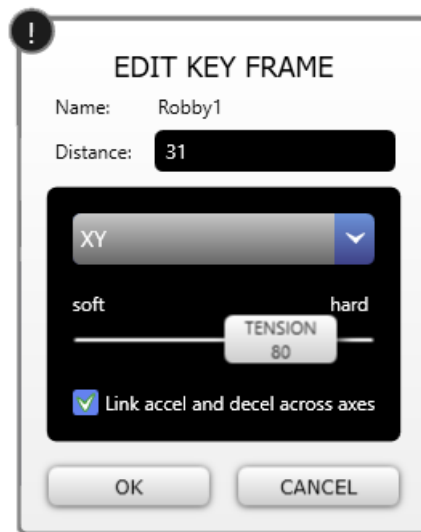 !
EDIT KEY FRAME
Name: Robby1
Distance: 31
XY
soft hard
TENSION
80
Link accel and decel across axes
OK CANCEL